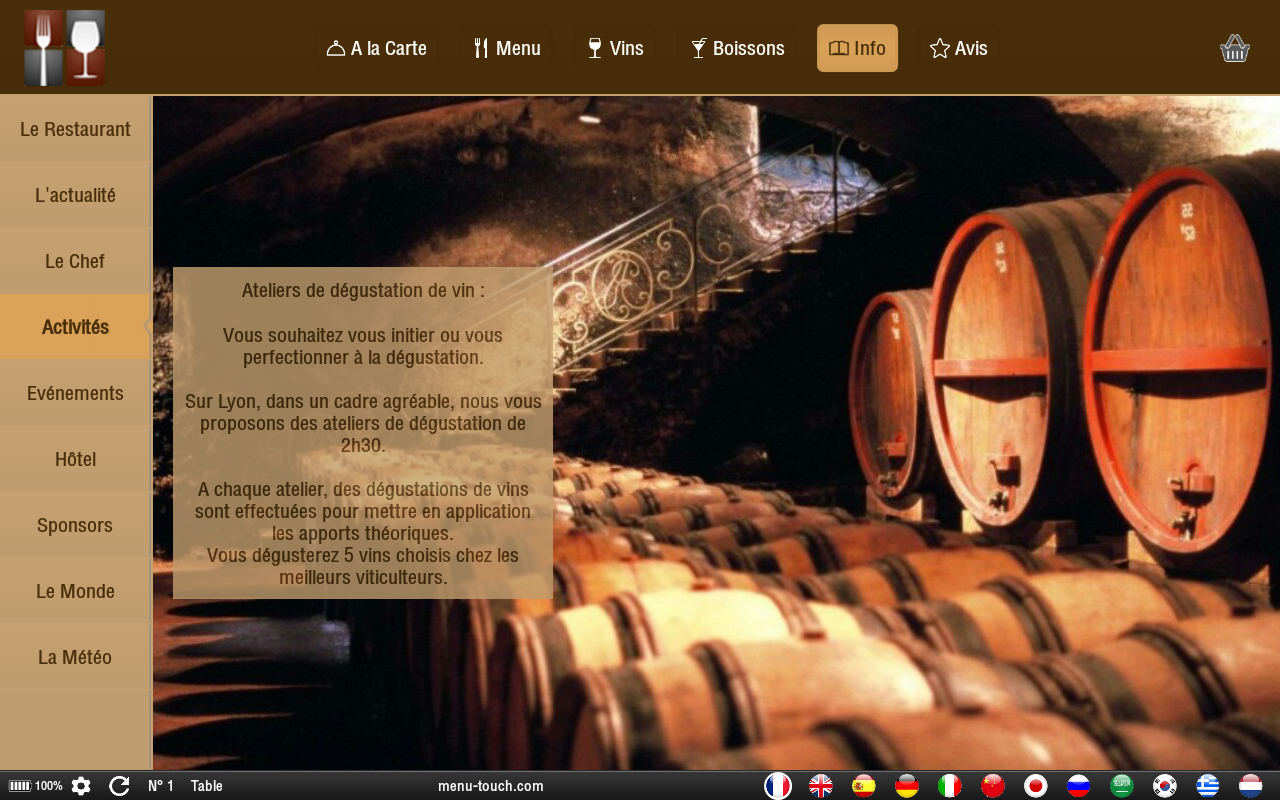 A la Carte
Menu
Vins
Boissons
Info
Avis
Le Restaurant
L'actualité
Le Chef
Activités
Evénements
Hôtel
Sponsors
Le Monde
La Météo
Ateliers de dégustation de vin :
Vous souhaitez vous initier ou vous
perfectionner à la dégustation.
Sur Lyon, dans un cadre agréable, nous vous
proposons des ateliers de dégustation de
2h30.
A chaque atelier, des dégustations de vins
sont effectuées pour mettre en application
les apports théoriques.
Vous dégusterez 5 vins choisis chez les
meilleurs viticulteurs.
100%
N° 1
Table
menu-touch.com